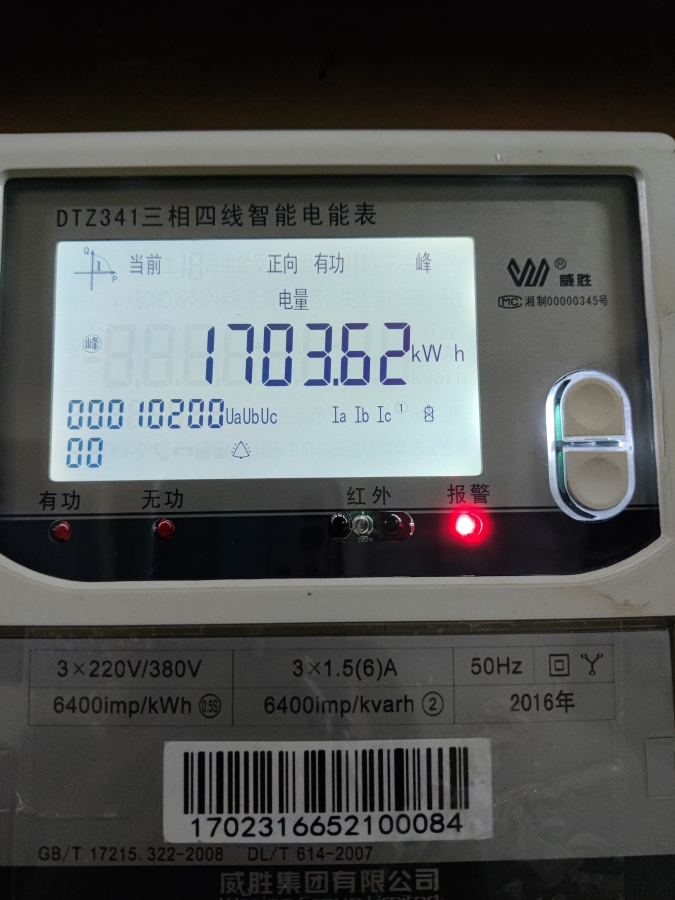 DTZ341三相四线智能电能表
Q
P
当前 正向 有功 峰
电量
峰
1703.62 kW h
00010200 UaUbUc Ia Ib Ic ①
00
® 威胜
MC 湘制00000345号
有功 无功 红外 报警
3×220V/380V 3×1.5(6)A 50Hz
6400imp/kWh 0.5S 6400imp/kvarh ② 2016年
1702316652100084
GB/T 17215.322-2008 DL/T 614-2007
威胜集团有限公司